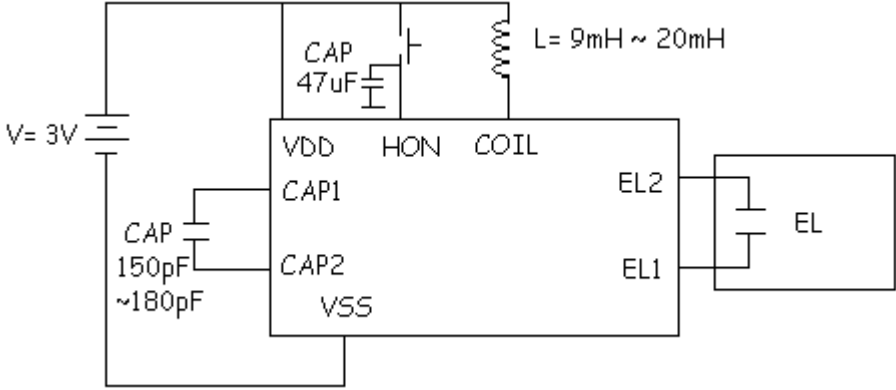 CAP
47uF
L= 9mH ~ 20mH
V= 3V
VDD
HON
COIL
CAP1
EL2
EL
CAP
150pF
~180pF
CAP2
EL1
VSS